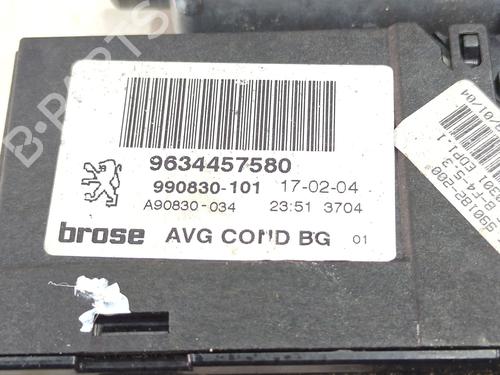 9634457580
990830-101 17-02-04
A90830-034 23:51 3704
brose AVG COND BG 01
B-PARTS